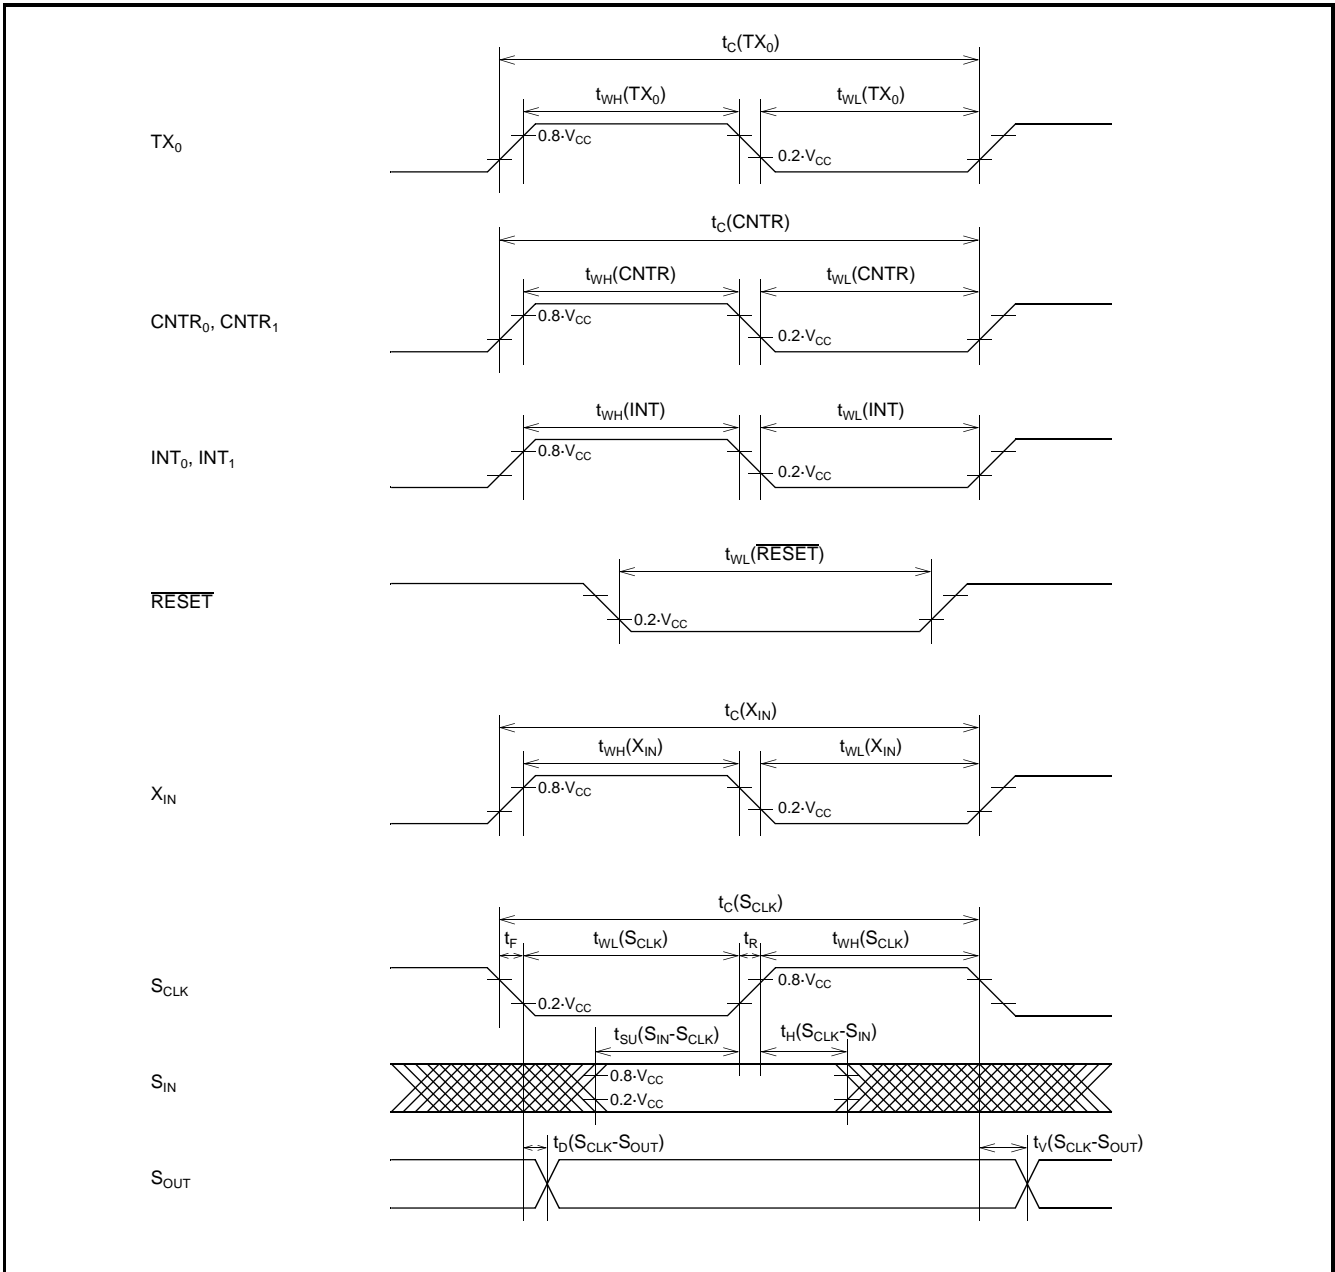 tC(TX0)
tWH(TX0) tWL(TX0)
TX0 0.8·VCC 0.2·VCC
tC(CNTR)
tWH(CNTR) tWL(CNTR)
CNTR0, CNTR1 0.8·VCC 0.2·VCC
tWH(INT) tWL(INT)
INT0, INT1 0.8·VCC 0.2·VCC
tWL(RESET)
RESET 0.2·VCC
tC(XIN)
tWH(XIN) tWL(XIN)
XIN 0.8·VCC 0.2·VCC
tC(SCLK)
tF tWL(SCLK) tR tWH(SCLK)
SCLK 0.2·VCC 0.8·VCC
tSU(SIN-SCLK) tH(SCLK-SIN)
SIN 0.8·VCC
0.2·VCC
tD(SCLK-SOUT) tV(SCLK-SOUT)
SOUT